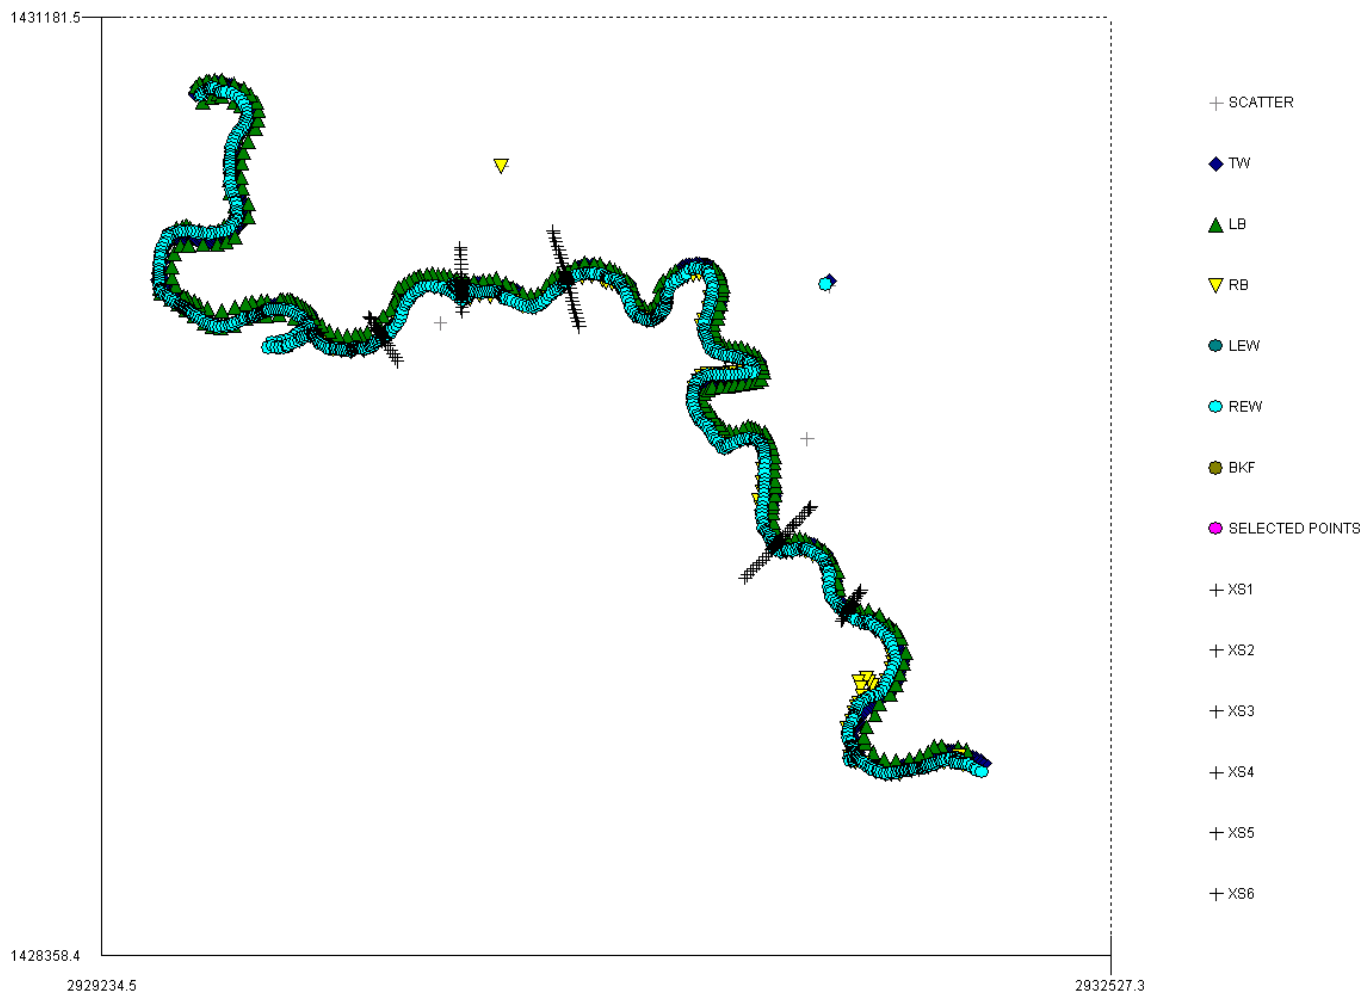 1431181.5
SCATTER
TW
LB
RB
LEW
REW
BKF
SELECTED POINTS
XS1
XS2
XS3
XS4
XS5
XS6
1428358.4
2929234.5
2932527.3